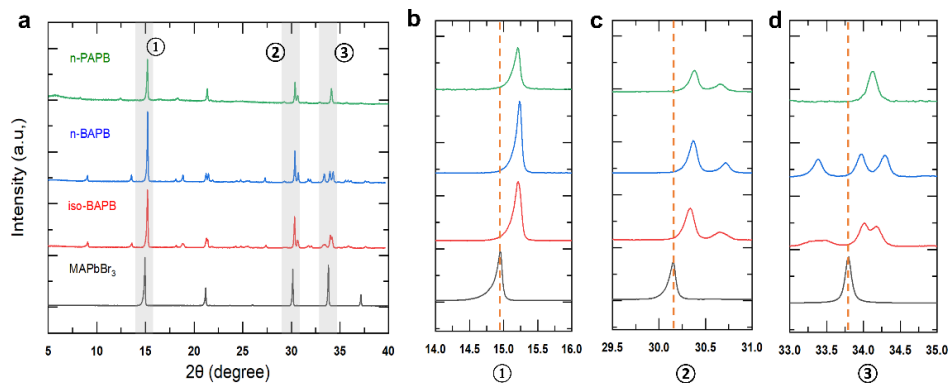 a
b
c
d
①
②
③
n-PAPB
n-BAPB
iso-BAPB
MAPbBr₃
Intensity (a.u,)
5 10 15 20 25 30 35 40
2θ (degree)
14.0 14.5 15.0 15.5 16.0
①
29.5 30.0 30.5 31.0
②
33.0 33.5 34.0 34.5 35.0
③